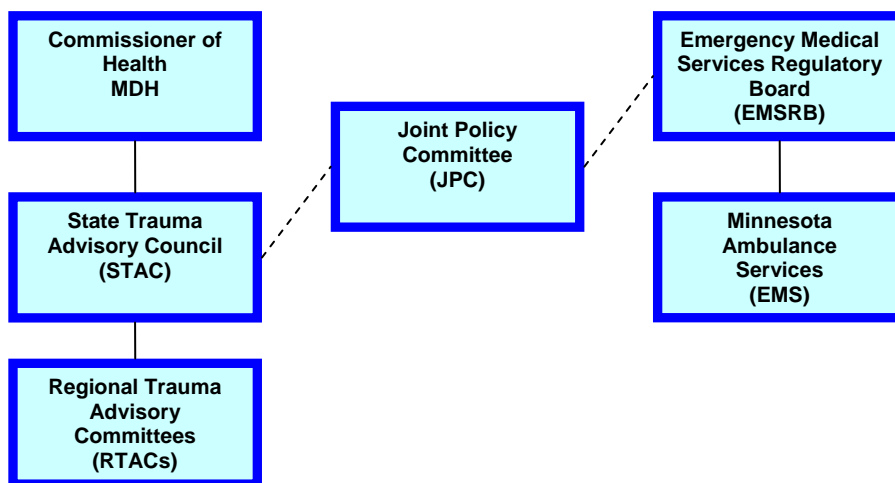 Commissioner of
Health
MDH
State Trauma
Advisory Council
(STAC)
Regional Trauma
Advisory
Committees
(RTACs)
Joint Policy
Committee
(JPC)
Emergency Medical
Services Regulatory
Board
(EMSRB)
Minnesota
Ambulance
Services
(EMS)